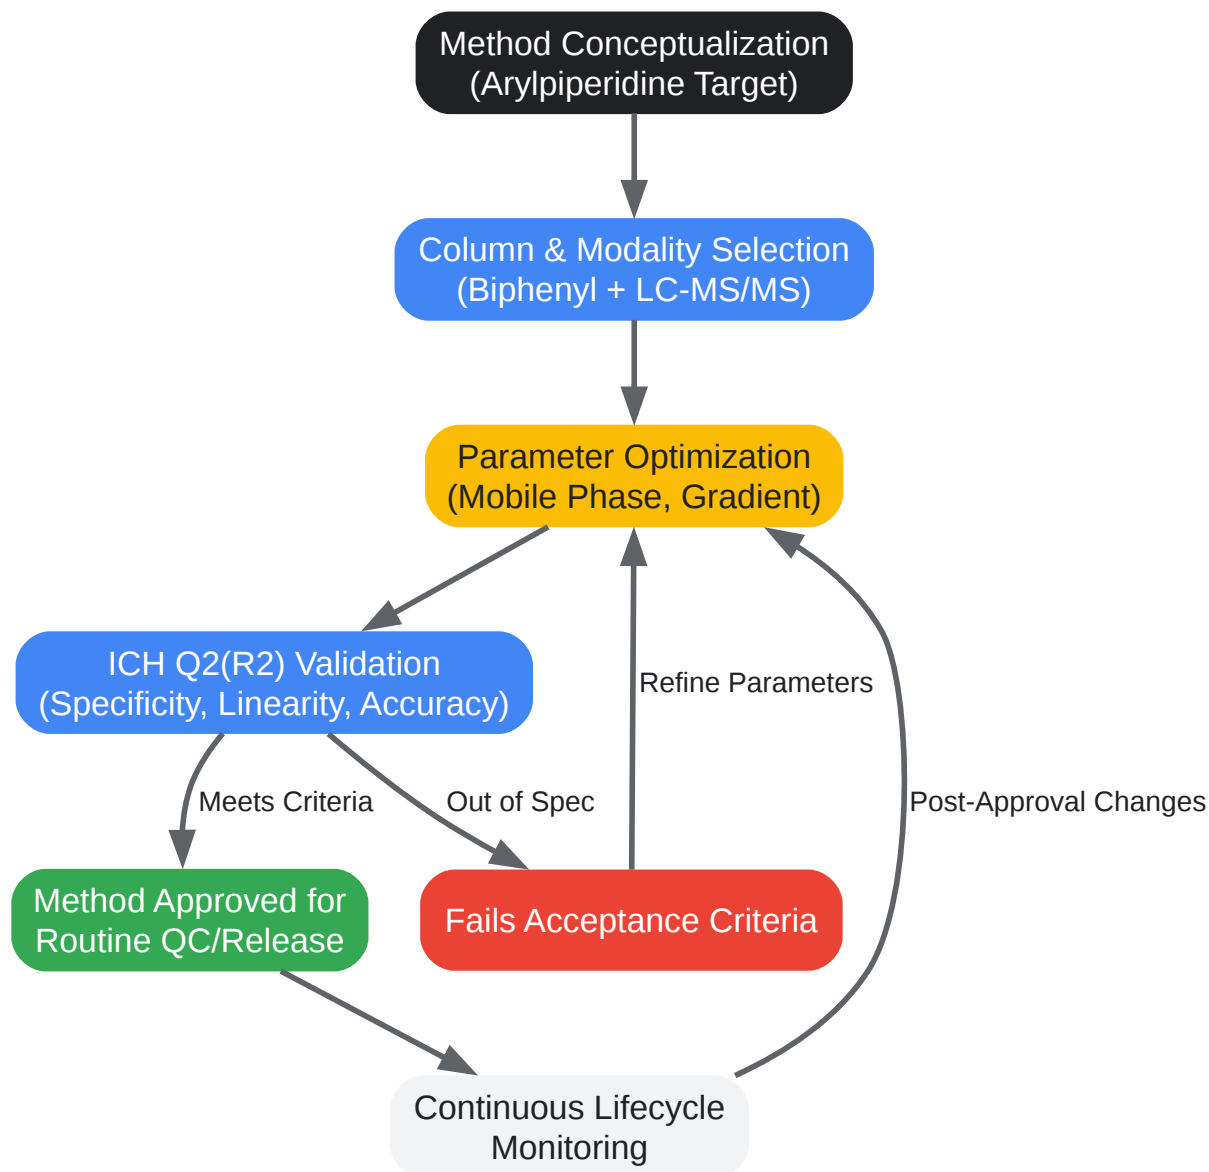 Method Conceptualization
(Arylpiperidine Target)
Column & Modality Selection
(Biphenyl + LC-MS/MS)
Parameter Optimization
(Mobile Phase, Gradient)
ICH Q2(R2) Validation
(Specificity, Linearity, Accuracy)
Refine Parameters
Meets Criteria
Out of Spec
Post-Approval Changes
Method Approved for
Routine QC/Release
Fails Acceptance Criteria
Continuous Lifecycle
Monitoring